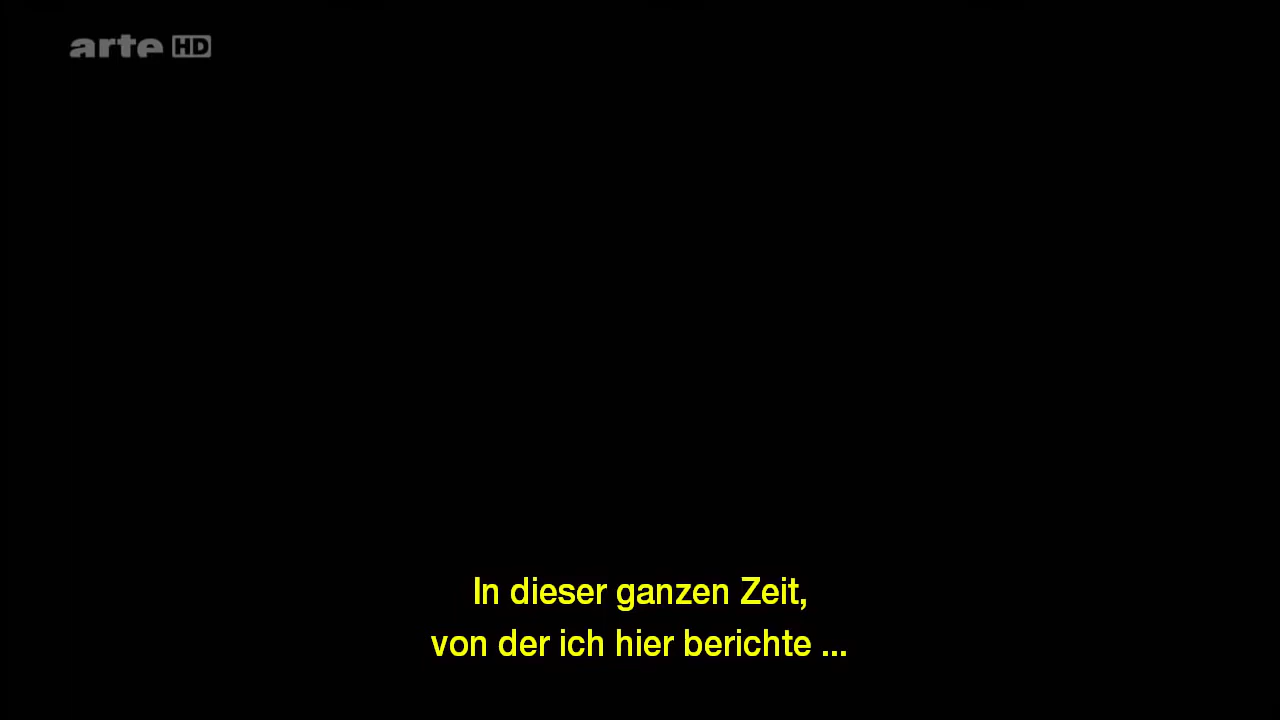 arte HD
In dieser ganzen Zeit,
von der ich hier berichte ...